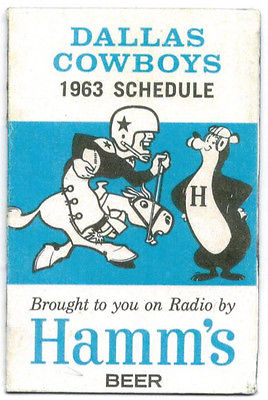 DALLAS
COWBOYS
1963 SCHEDULE
H
Brought to you on Radio by
Hamm's
BEER